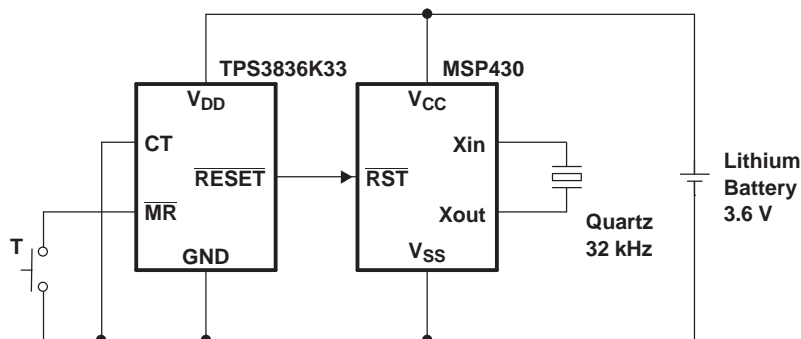 TPS3836K33
MSP430
VDD
VCC
CT
Xin
RESET
RST
MR
Xout
Lithium
Battery
3.6 V
Quartz
32 kHz
T
GND
VSS